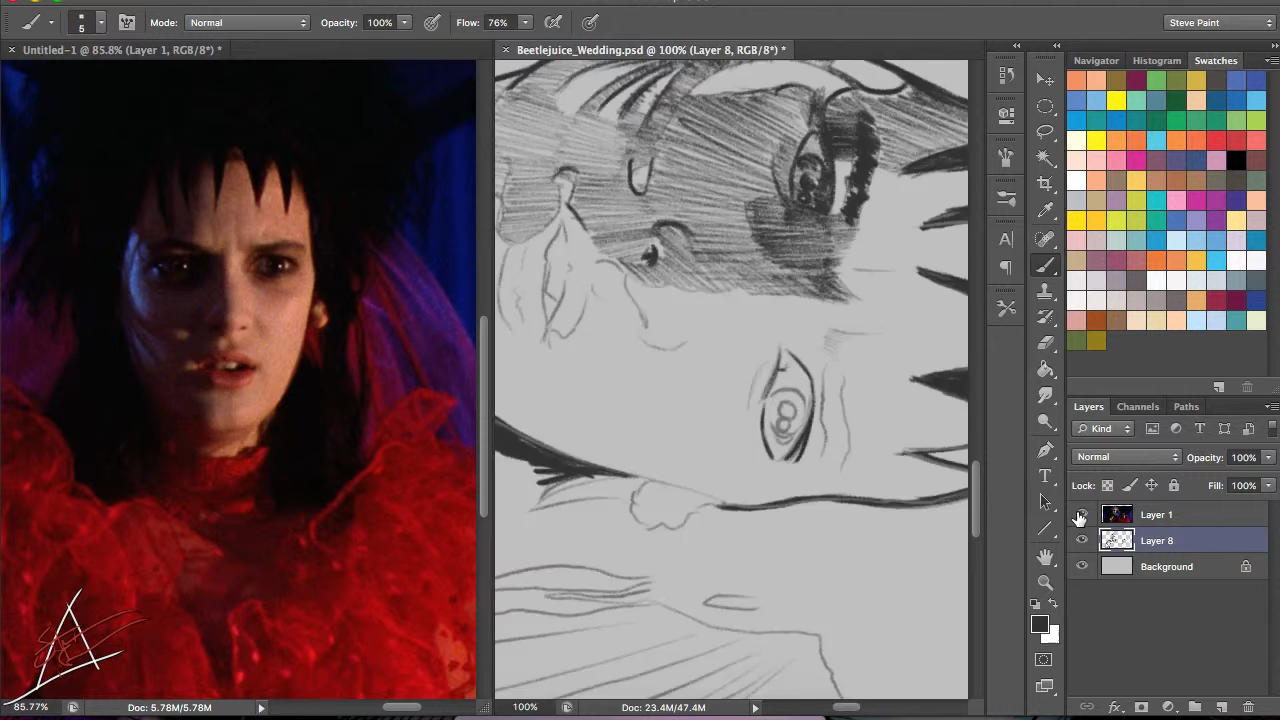 5 Mode: Normal Opacity: 100% Flow: 76% Steve Paint
Untitled-1 @ 85.8% (Layer 1, RGB/8*) *
Beetlejuice_Wedding.psd @ 100% (Layer 8, RGB/8*) *
Navigator Histogram Swatches
Layers Channels Paths
Kind
Normal Opacity: 100%
Lock: Fill: 100%
Layer 1
Layer 8
Background
85.77% Doc: 5.78M/5.78M
100% Doc: 23.4M/47.4M